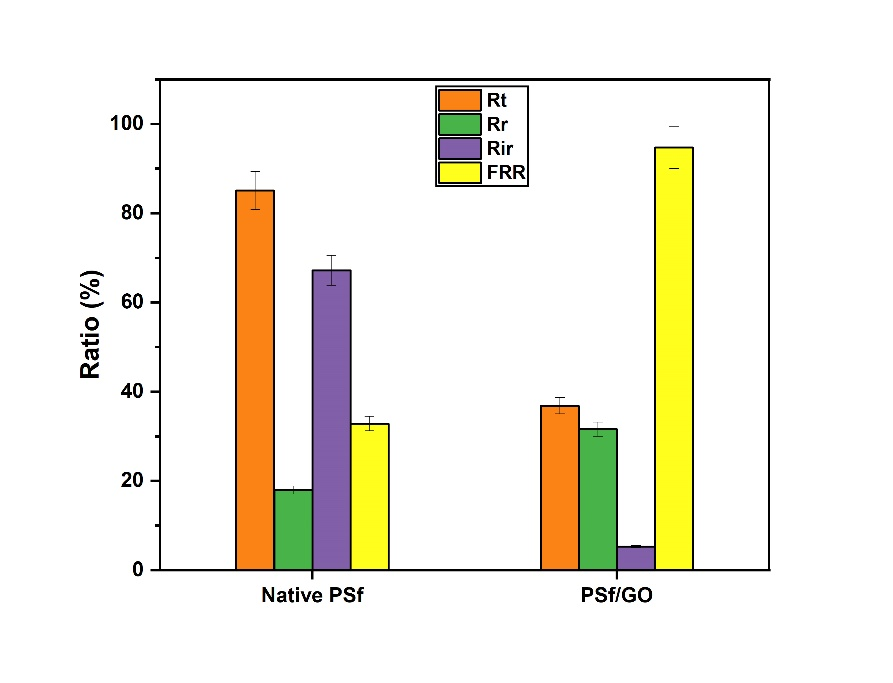 Rt
Rr
Rir
FRR
100
80
60
40
20
0
Ratio (%)
Native PSf
PSf/GO